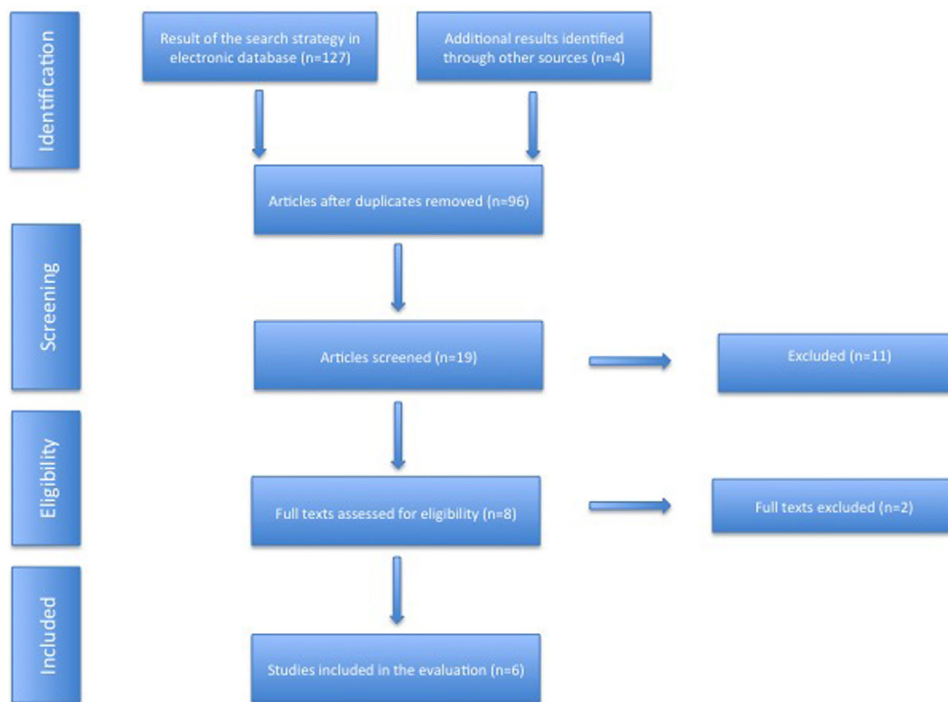 Identification
Result of the search strategy in
electronic database (n=127)
Additional results identified
through other sources (n=4)
Articles after duplicates removed (n=96)
Screening
Articles screened (n=19)
Excluded (n=11)
Eligibility
Full texts assessed for eligibility (n=8)
Full texts excluded (n=2)
Included
Studies included in the evaluation (n=6)